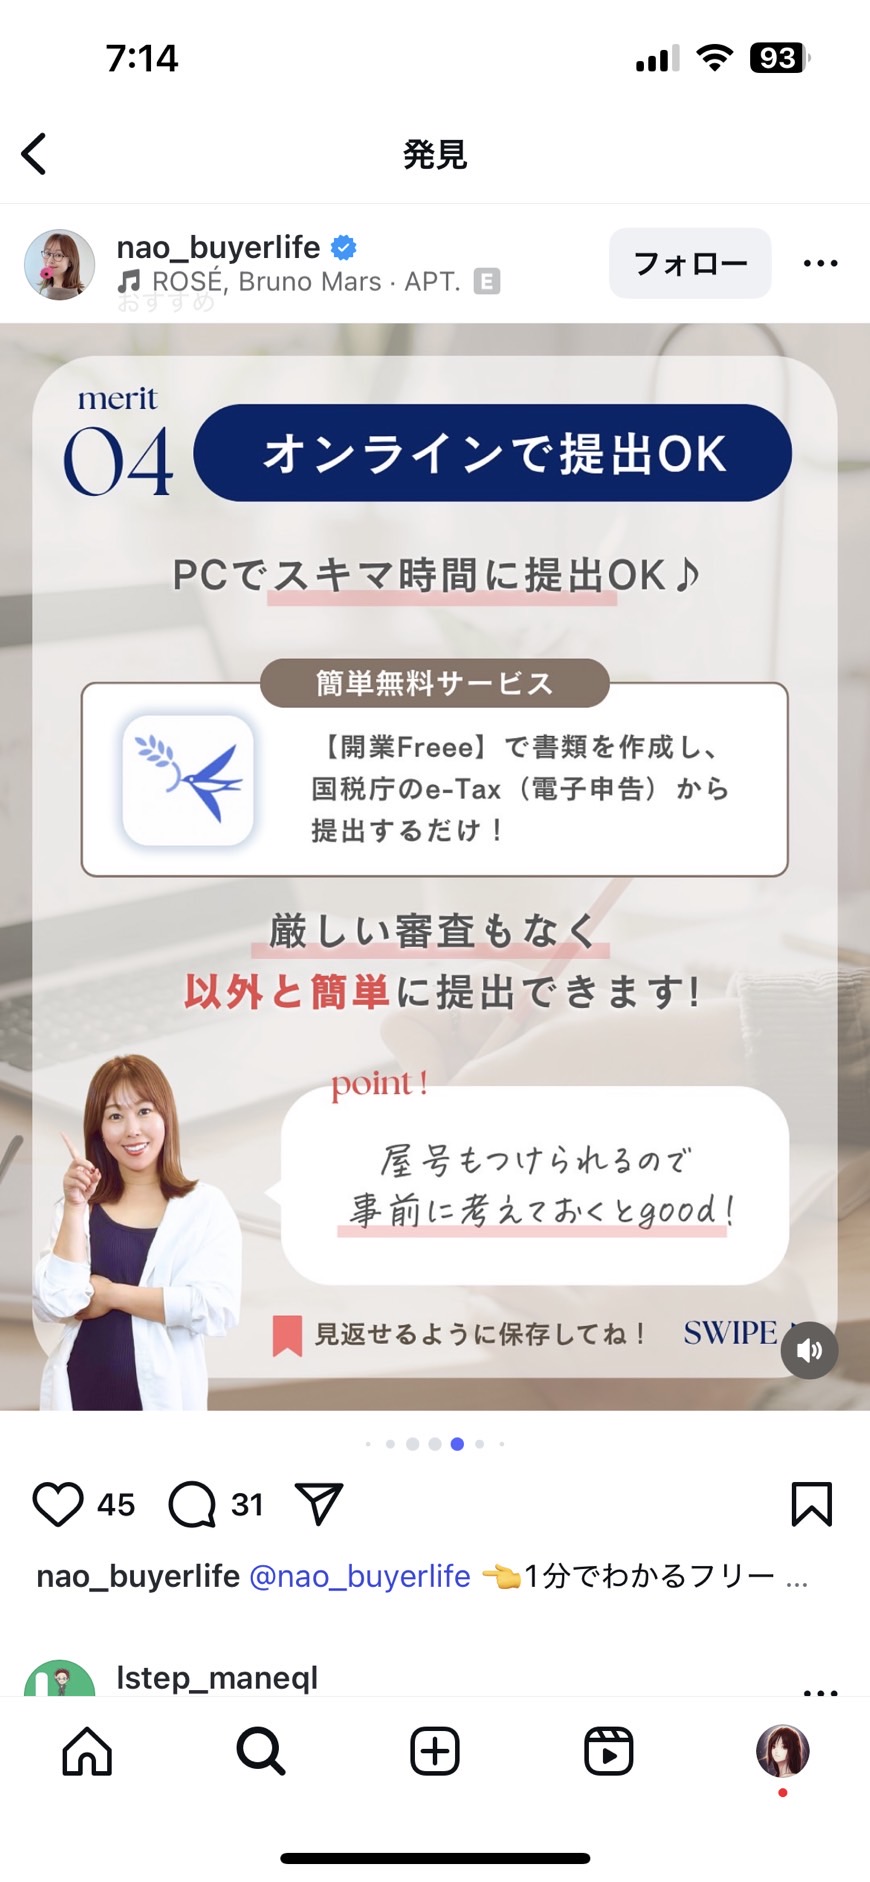 7:14
93
発見
nao_buyerlife
ROSÉ, Bruno Mars · APT. E
おすすめ
フォロー
merit
04
オンラインで提出OK
PCでスキマ時間に提出OK♪
簡単無料サービス
【開業Freee】で書類を作成し、
国税庁のe-Tax（電子申告）から
提出するだけ！
厳しい審査もなく
以外と簡単に提出できます!
point!
屋号もつけられるので
事前に考えておくとgood!
見返せるように保存してね！
SWIPE
45
31
nao_buyerlife @nao_buyerlife 👈1分でわかるフリー ...
lstep_maneql